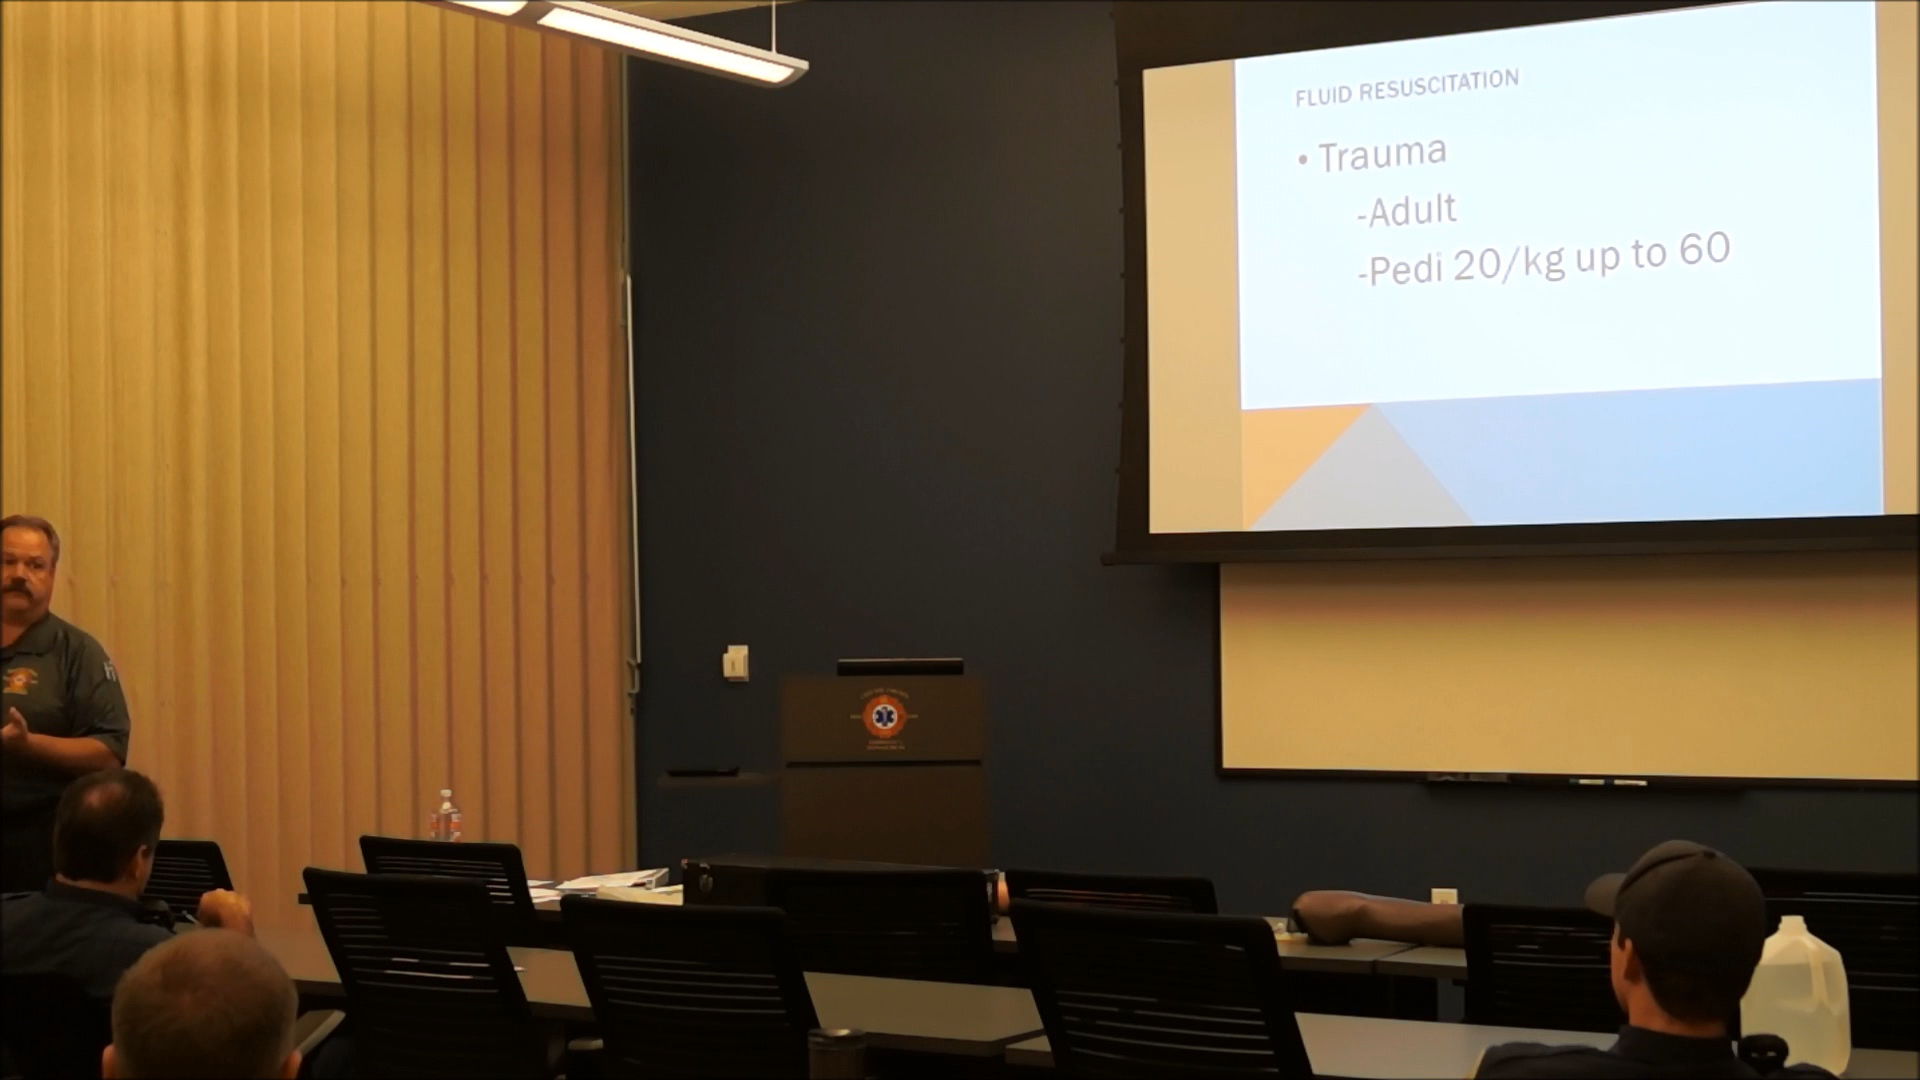 FLUID RESUSCITATION
• Trauma
-Adult
-Pedi 20/kg up to 60